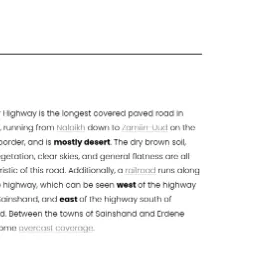 Highway is the longest covered paved road in
, running from Nalaikh down to Zamiin-Uud on the
border, and is mostly desert. The dry brown soil,
getation, clear skies, and general flatness are all
ristic of this road. Additionally, a railroad runs along
highway, which can be seen west of the highway
Sainshand, and east of the highway south of
d. Between the towns of Sainshand and Erdene
ome overcast coverage.